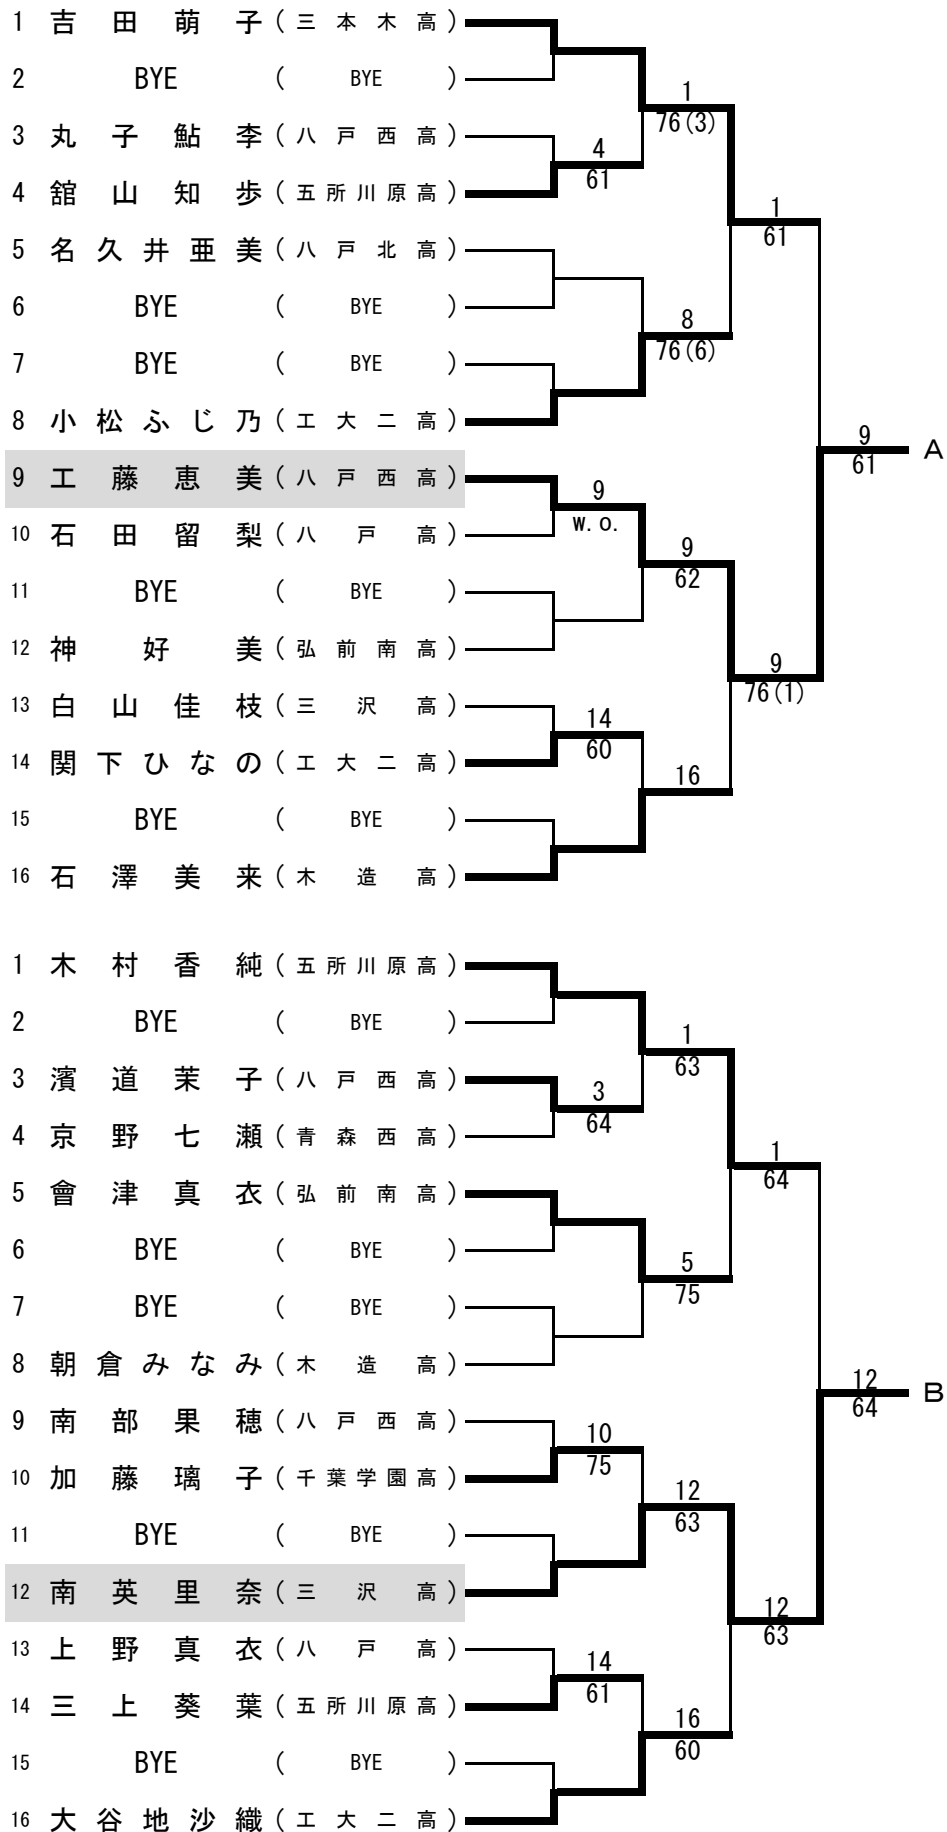 1 吉田萌子 (三本木高)
2 BYE (BYE)
1
76(3)
3 丸子鮎李 (八戸西高)
4
61
4 舘山知歩 (五所川原高)
1
61
5 名久井亜美 (八戸北高)
6 BYE (BYE)
8
76(6)
7 BYE (BYE)
8 小松ふじ乃 (工大二高)
9
61
A
9 工藤恵美 (八戸西高)
9
w.o.
10 石田留梨 (八戸高)
9
62
11 BYE (BYE)
12 神好美 (弘前南高)
9
76(1)
13 白山佳枝 (三沢高)
14
60
14 関下ひなの (工大二高)
16
15 BYE (BYE)
16 石澤美来 (木造高)
1 木村香純 (五所川原高)
2 BYE (BYE)
1
63
3 濱道茉子 (八戸西高)
3
64
4 京野七瀬 (青森西高)
1
64
5 會津真衣 (弘前南高)
6 BYE (BYE)
5
75
7 BYE (BYE)
8 朝倉みなみ (木造高)
12
64
B
9 南部果穂 (八戸西高)
10
75
10 加藤璃子 (千葉学園高)
12
63
11 BYE (BYE)
12 南英里奈 (三沢高)
12
63
13 上野真衣 (八戸高)
14
61
14 三上葵葉 (五所川原高)
16
60
15 BYE (BYE)
16 大谷地沙織 (工大二高)